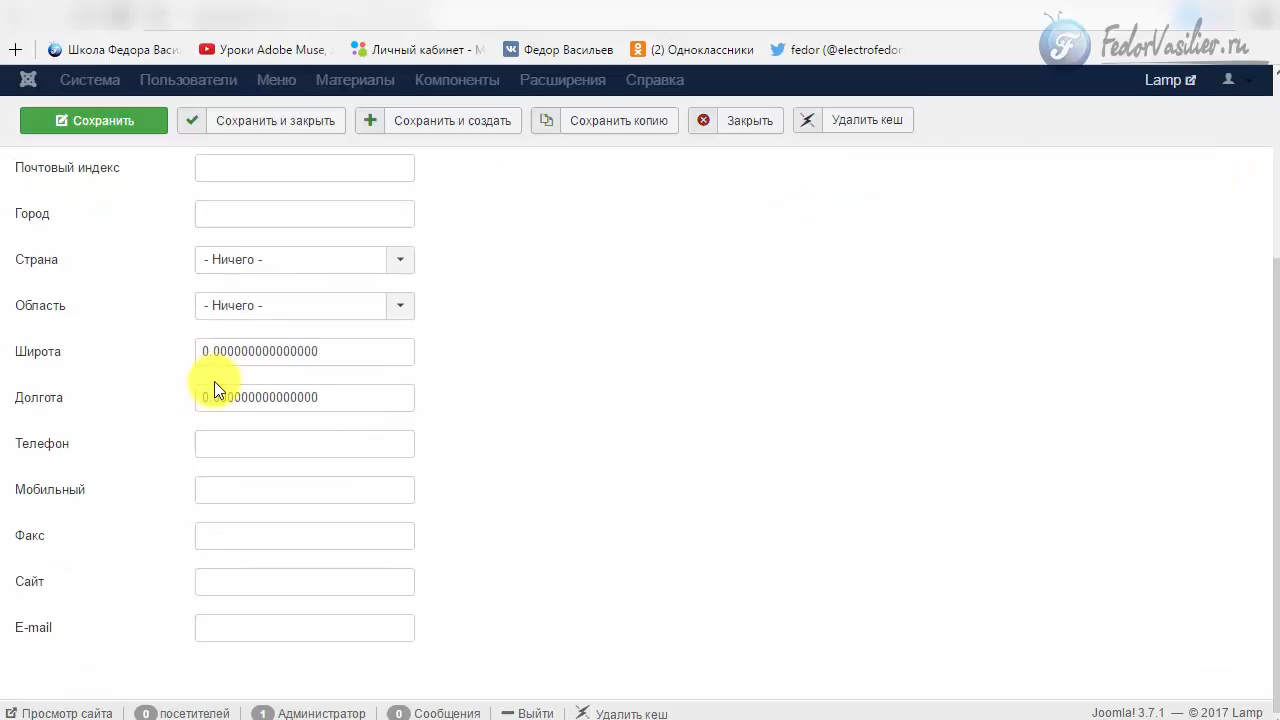 FedorVasiliev.ru
Школа Федора Васи
Уроки Adobe Muse,
Личный кабинет - М
Федор Васильев
(2) Одноклассники
fedor (@electrofedor
Система Пользователи Меню Материалы Компоненты Расширения Справка Lamp
Сохранить Сохранить и закрыть Сохранить и создать Сохранить копию Закрыть Удалить кеш
Почтовый индекс
Город
Страна - Ничего -
Область - Ничего -
Широта 0.000000000000000
Долгота 0.000000000000000
Телефон
Мобильный
Факс
Сайт
E-mail
Просмотр сайта 0 посетителей 1 Администратор 0 Сообщения Выйти Удалить кеш Joomla! 3.7.1 — © 2017 Lamp